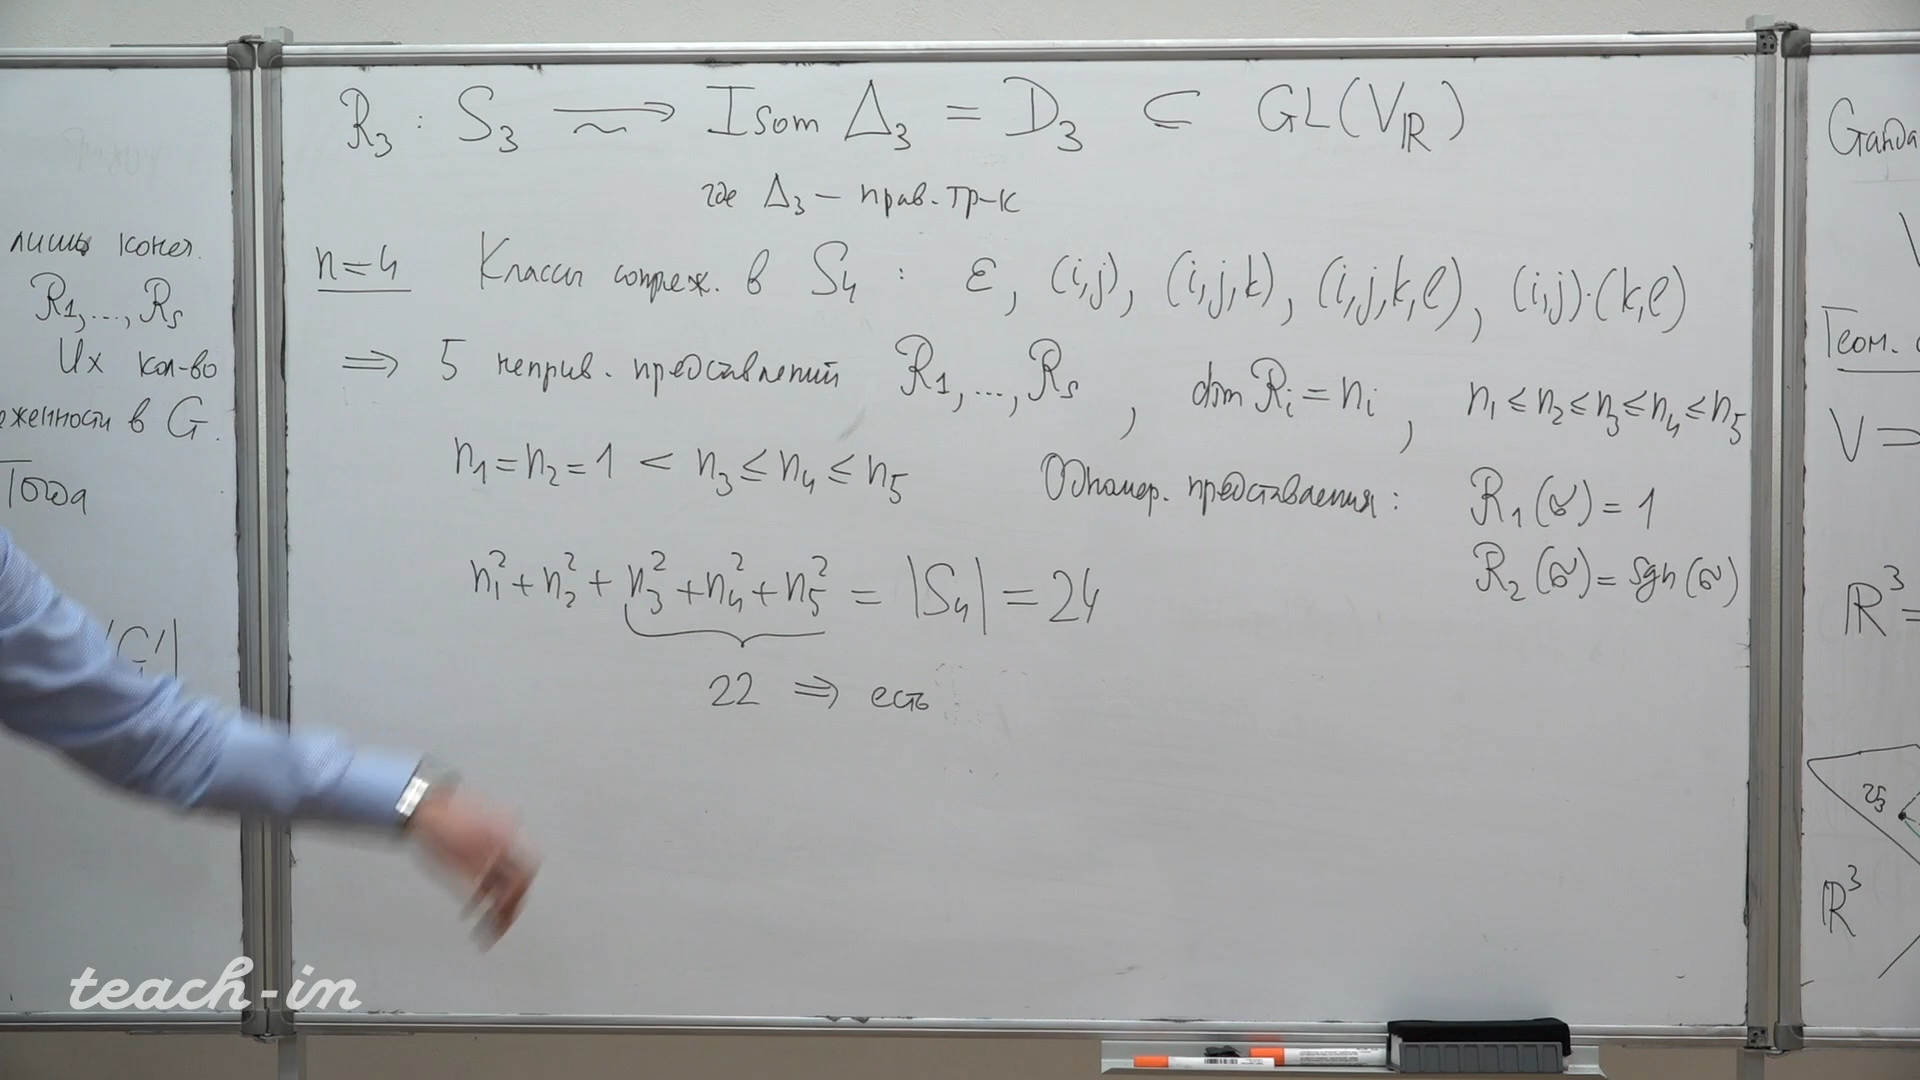 R₃ : S₃ ⥲ Isom Δ₃ = D₃ ⊂ GL(V_ℝ)
где Δ₃ – прав. тр-к
n=4 Классы сопряж. в S₄ : ε, (i,j), (i,j,k), (i,j,k,l), (i,j)·(k,l)
⇒ 5 неприв. представлений R₁,...,R₅, dim Rᵢ = nᵢ, n₁ ≤ n₂ ≤ n₃ ≤ n₄ ≤ n₅
n₁ = n₂ = 1 < n₃ ≤ n₄ ≤ n₅ Одномер. представления: R₁(σ) = 1
R₂(σ) = sgn(σ)
n₁² + n₂² + n₃² + n₄² + n₅² = |S₄| = 24
22 ⇒ есть
лишь конеч.
R₁,...,Rₛ
Их кол-во
в G.
Тогда
|G'|
Геом.
V ⇒
ℝ³ =
v₃
ℝ³
teach-in